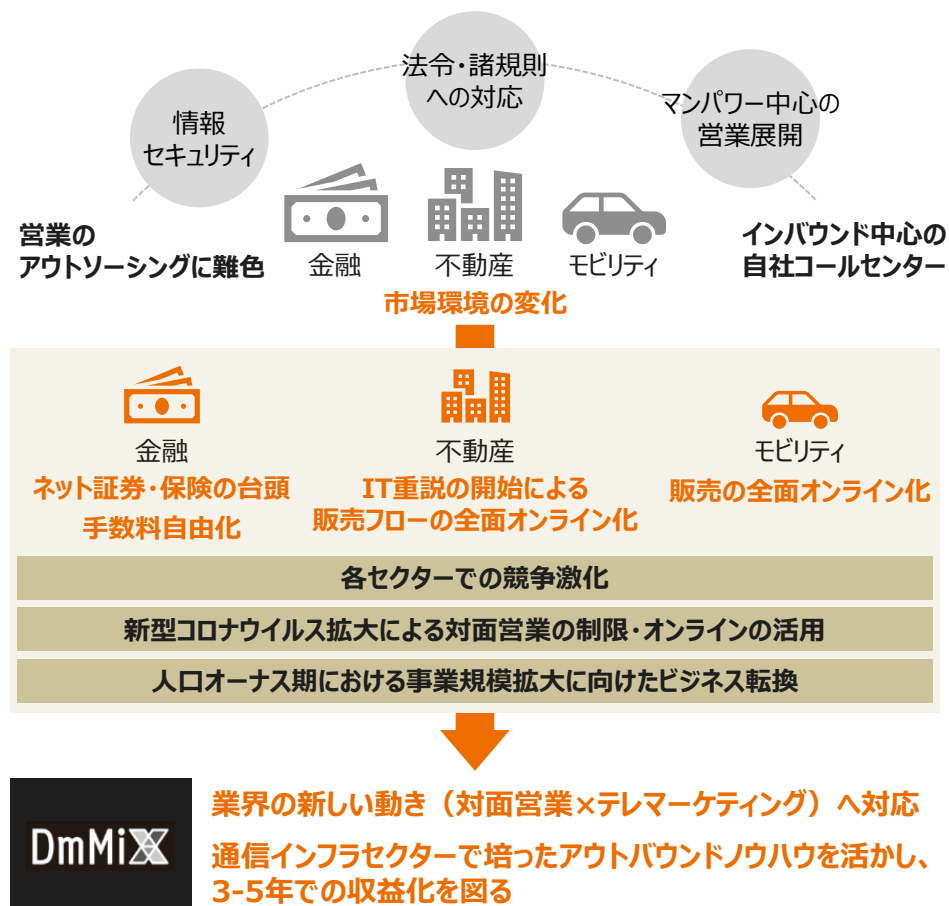 法令・諸規則
への対応
情報
セキュリティ
マンパワー中心の
営業展開
営業の
アウトソーシングに難色
金融
不動産
モビリティ
インバウンド中心の
自社コールセンター
市場環境の変化
金融
ネット証券・保険の台頭
手数料自由化
不動産
IT重説の開始による
販売フローの全面オンライン化
モビリティ
販売の全面オンライン化
各セクターでの競争激化
新型コロナウイルス拡大による対面営業の制限・オンラインの活用
人口オーナス期における事業規模拡大に向けたビジネス転換
DmMiX
業界の新しい動き（対面営業×テレマーケティング）へ対応
通信インフラセクターで培ったアウトバウンドノウハウを活かし、
3-5年での収益化を図る